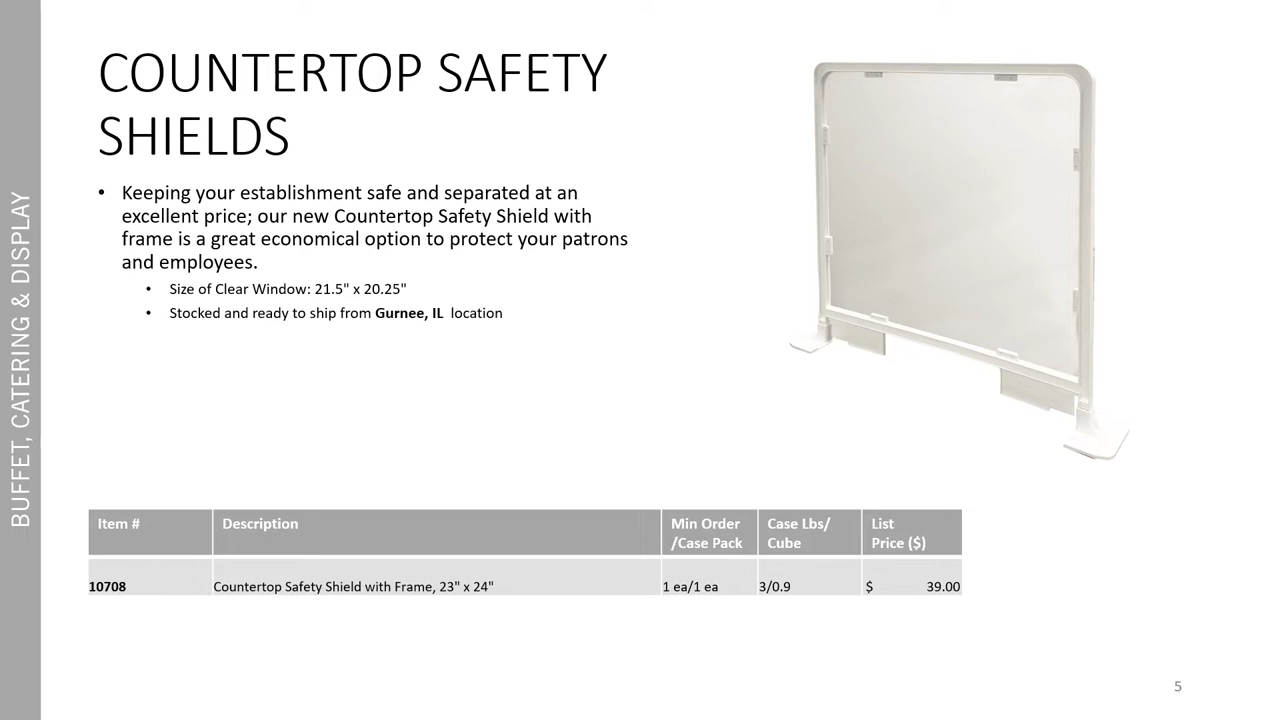 BUFFET, CATERING & DISPLAY
COUNTERTOP SAFETY
SHIELDS
• Keeping your establishment safe and separated at an
excellent price; our new Countertop Safety Shield with
frame is a great economical option to protect your patrons
and employees.
• Size of Clear Window: 21.5" x 20.25"
• Stocked and ready to ship from Gurnee, IL location
Item # Description Min Order /Case Pack Case Lbs/ Cube List Price ($)
10708 Countertop Safety Shield with Frame, 23" x 24" 1 ea/1 ea 3/0.9 $ 39.00
5